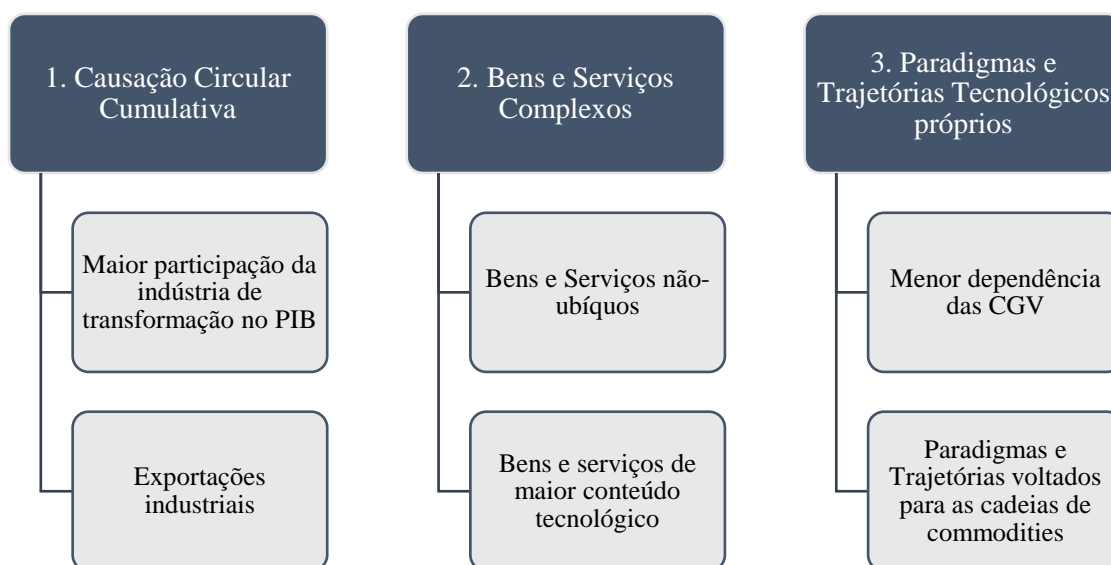 1. Causação Circular
Cumulativa
Maior participação da
indústria de
transformação no PIB
Exportações
industriais
2. Bens e Serviços
Complexos
Bens e Serviços não-
ubíquos
Bens e serviços de
maior conteúdo
tecnológico
3. Paradigmas e
Trajetórias Tecnológicos
próprios
Menor dependência
das CGV
Paradigmas e
Trajetórias voltados
para as cadeias de
commodities